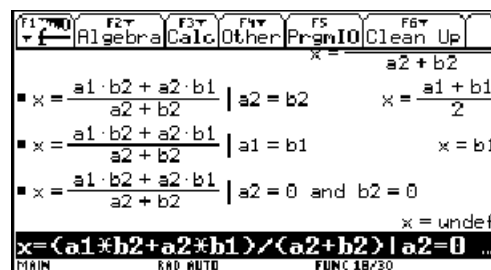 F1 F2 F3 F4 F5 F6
Algebra Calc Other PrgmIO Clean Up
x = ─ a2 + b2
■ x = (a1·b2 + a2·b1)/(a2 + b2) | a2 = b2 x = (a1 + b1)/2
■ x = (a1·b2 + a2·b1)/(a2 + b2) | a1 = b1 x = b1
■ x = (a1·b2 + a2·b1)/(a2 + b2) | a2 = 0 and b2 = 0
x = undef
x=(a1*b2+a2*b1)/(a2+b2)|a2=0 …
MAIN RAD AUTO FUNC 18/30